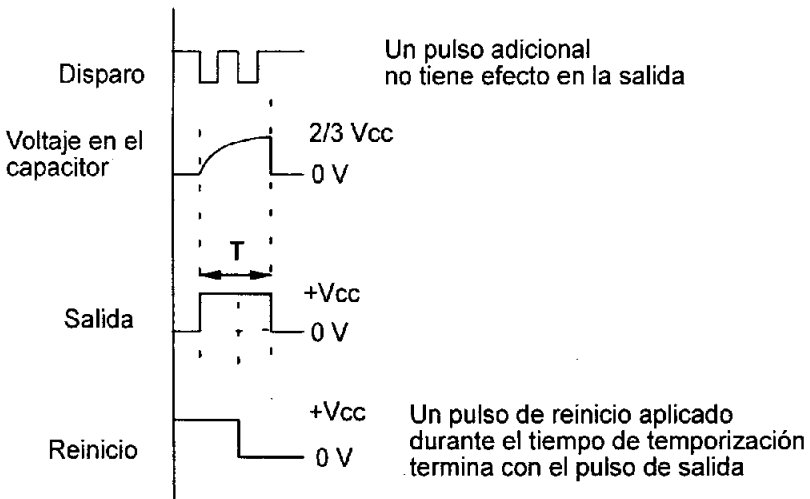 Disparo
Un pulso adicional
no tiene efecto en la salida
Voltaje en el
capacitor
2/3 Vcc
0 V
T
Salida
+Vcc
0 V
Reinicio
+Vcc
0 V
Un pulso de reinicio aplicado
durante el tiempo de temporización
termina con el pulso de salida